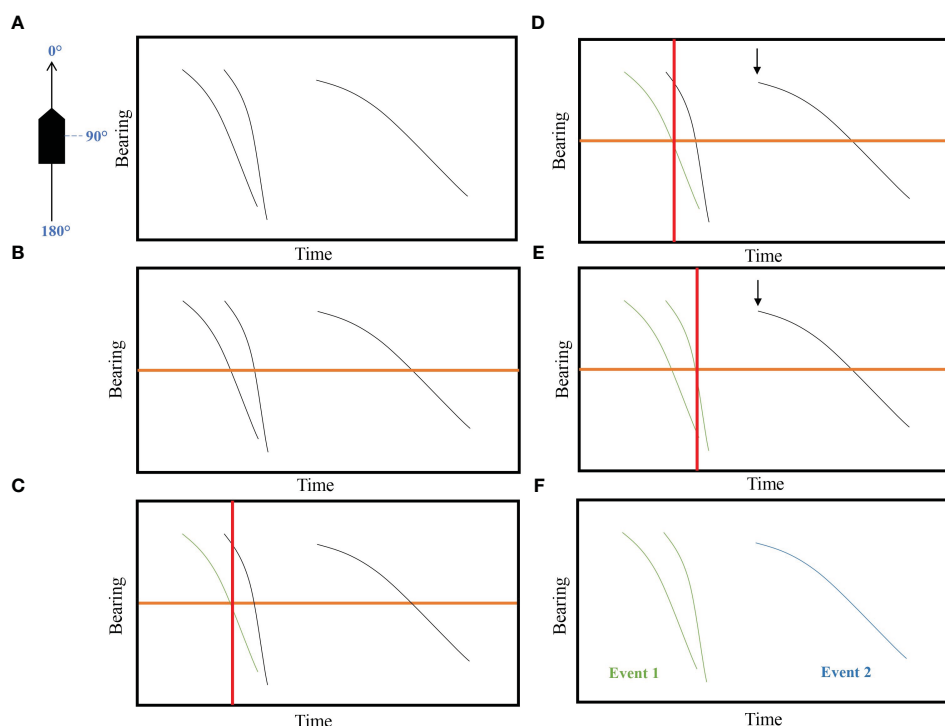 A
0°
90°
180°
Bearing
Time
B
Bearing
Time
C
Bearing
Time
D
Bearing
Time
E
Bearing
Time
F
Bearing
Event 1
Event 2
Time